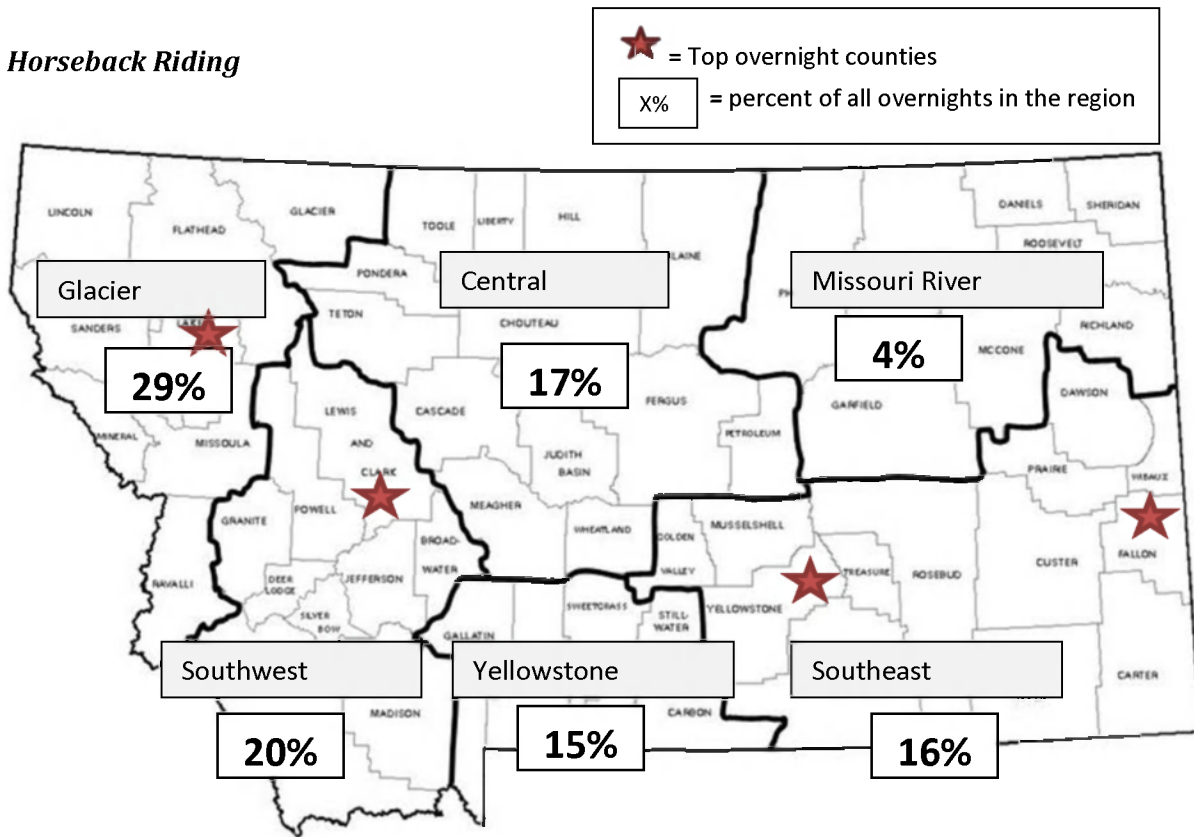 Horseback Riding
= Top overnight counties
X% = percent of all overnights in the region
LINCOLN
FLATHEAD
GLACIER
TOOLE
LIBERTY
HILL
DANIELS
SHERIDAN
ROOSEVELT
PONDERA
Glacier
Central
Missouri River
TETON
CHOUTEAU
RICHLAND
SANDERS
29%
17%
4%
MCCONE
DAWSON
GARFIELD
FERGUS
LEWIS
AND
CLARK
CASCADE
MINERAL
MISSOULA
JUDITH
BASIN
PETROLEUM
PRAIRIE
WIBAUX
POWELL
GRANITE
MEAGHER
WHEATLAND
GOLDEN
VALLEY
MUSSELSHELL
BROAD-
WATER
FALLON
CUSTER
ROSEBUD
TREASURE
RAVALLI
DEER
LODGE
JEFFERSON
SILVER
BOW
GALLATIN
SWEETGRASS
STILL-
WATER
YELLOWSTONE
Southwest
Yellowstone
Southeast
CARTER
MADISON
CARBON
20%
15%
16%